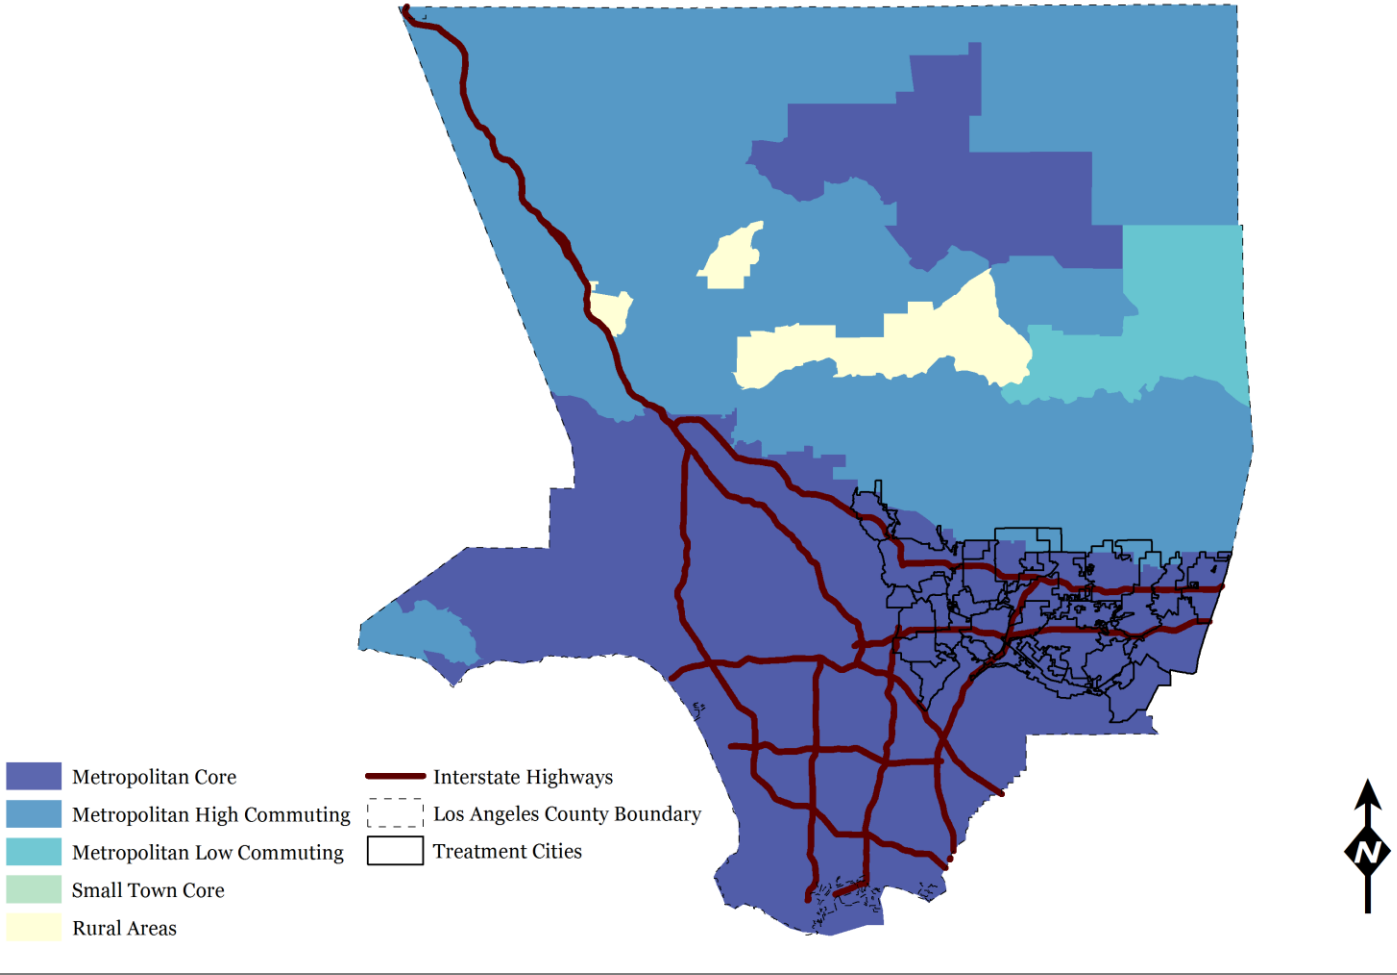 Metropolitan Core
Metropolitan High Commuting
Metropolitan Low Commuting
Small Town Core
Rural Areas
Interstate Highways
Los Angeles County Boundary
Treatment Cities
N